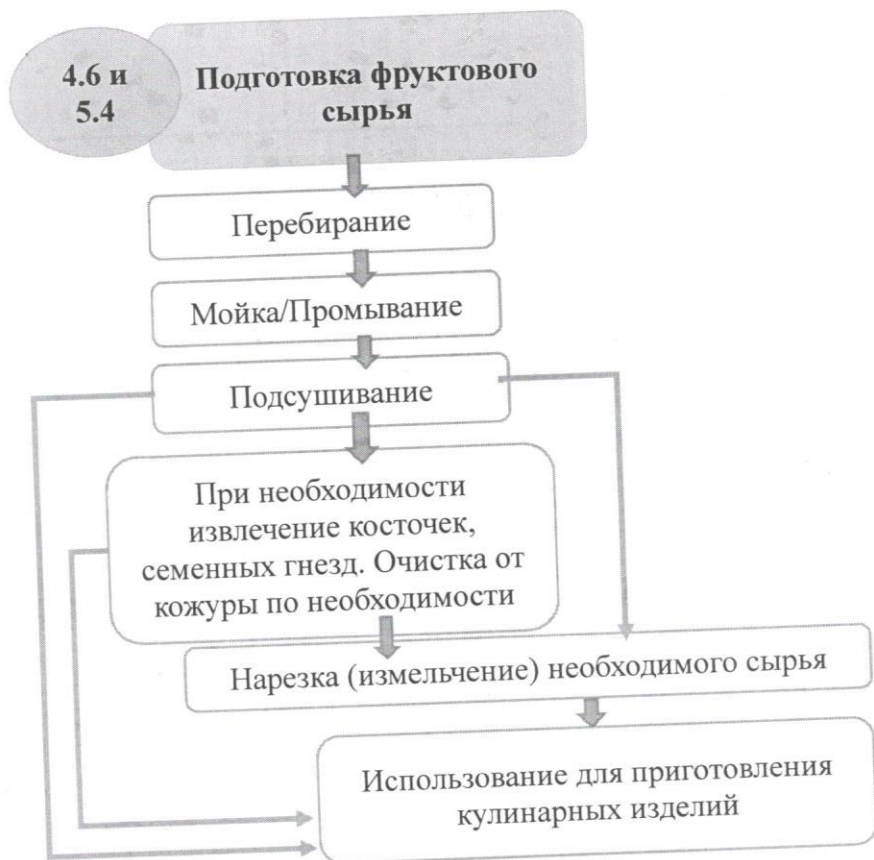 4.6 и
5.4
Подготовка фруктового
сырья
Перебирание
Мойка/Промывание
Подсушивание
При необходимости
извлечение косточек,
семенных гнезд. Очистка от
кожуры по необходимости
Нарезка (измельчение) необходимого сырья
Использование для приготовления
кулинарных изделий